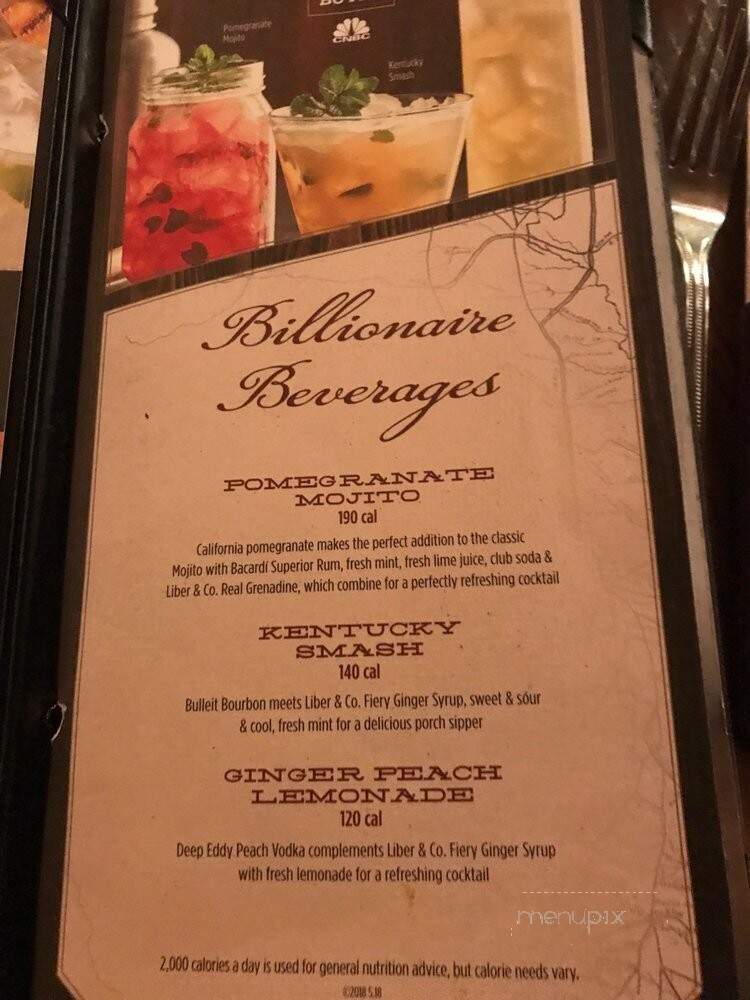 CNBC
Pomegranate
Mojito
Kentucky
Smash
Billionaire
Beverages
POMEGRANATE
MOJITO
190 cal
California pomegranate makes the perfect addition to the classic
Mojito with Bacardí Superior Rum, fresh mint, fresh lime juice, club soda &
Liber & Co. Real Grenadine, which combine for a perfectly refreshing cocktail
KENTUCKY
SMASH
140 cal
Bulleit Bourbon meets Liber & Co. Fiery Ginger Syrup, sweet & sour
& cool, fresh mint for a delicious porch sipper
GINGER PEACH
LEMONADE
120 cal
Deep Eddy Peach Vodka complements Liber & Co. Fiery Ginger Syrup
with fresh lemonade for a refreshing cocktail
menupix
2,000 calories a day is used for general nutrition advice, but calorie needs vary.
©2018 5.18